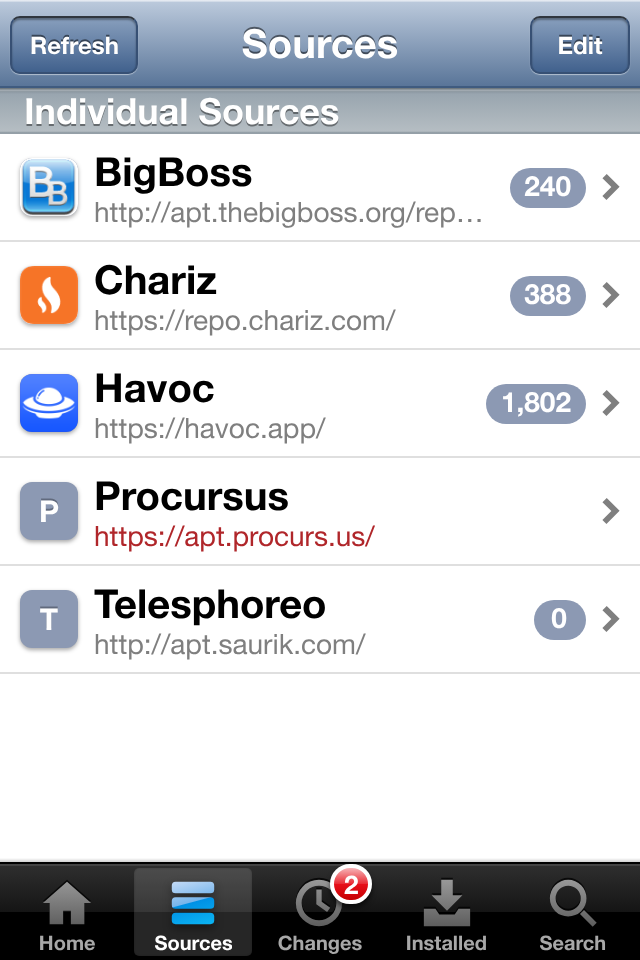 Refresh
Sources
Edit
Individual Sources
BB
BigBoss
http://apt.thebigboss.org/rep…
240
Chariz
https://repo.chariz.com/
388
Havoc
https://havoc.app/
1,802
P
Procursus
https://apt.procurs.us/
T
Telesphoreo
http://apt.saurik.com/
0
2
Home
Sources
Changes
Installed
Search